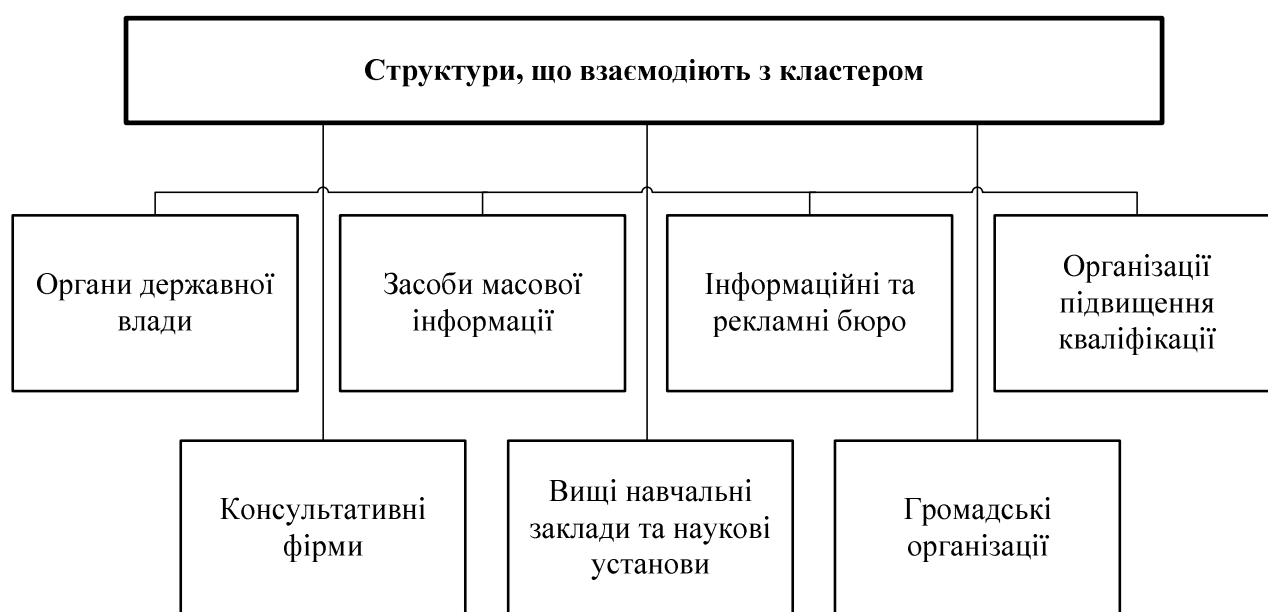 Структури, що взаємодіють з кластером
Органи державної
влади
Засоби масової
інформації
Інформаційні та
рекламні бюро
Організації
підвищення
кваліфікації
Консультативні
фірми
Вищі навчальні
заклади та наукові
установи
Громадські
організації